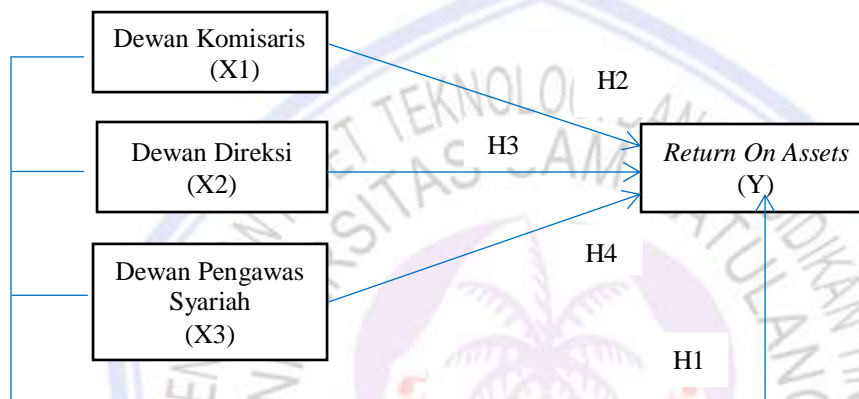 Dewan Komisaris
(X1)
H2
Dewan Direksi
(X2)
H3
Return On Assets
(Y)
Dewan Pengawas
Syariah
(X3)
H4
H1